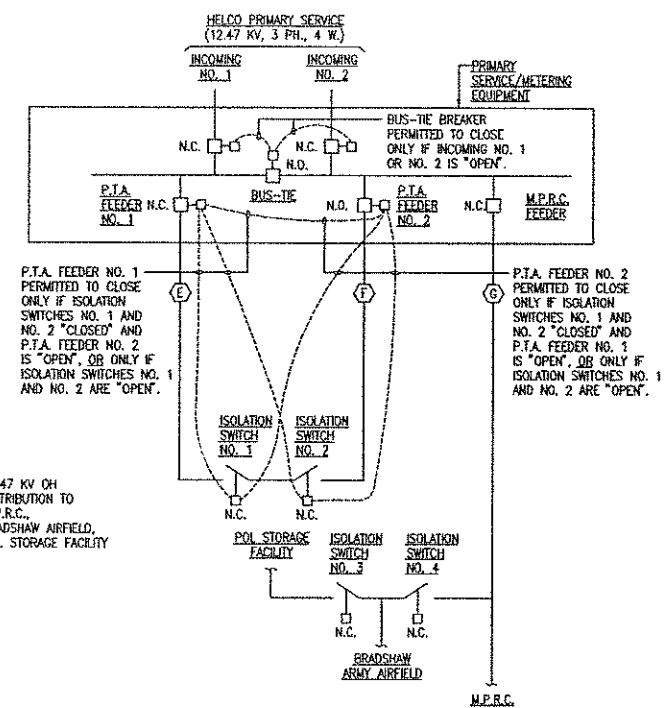 HELCO PRIMARY SERVICE
(12.47 KV, 3 PH., 4 W.)
INCOMING
NO. 1
INCOMING
NO. 2
PRIMARY
SERVICE/METERING
EQUIPMENT
BUS-TIE BREAKER
PERMITTED TO CLOSE
ONLY IF INCOMING NO. 1
OR NO. 2 IS "OPEN".
N.C.
N.C.
N.O.
BUS-TIE
P.T.A.
FEEDER
NO. 1
N.C.
N.O.
P.T.A.
FEEDER
NO. 2
N.C.
M.P.R.C.
FEEDER
P.T.A. FEEDER NO. 1
PERMITTED TO CLOSE
ONLY IF ISOLATION
SWITCHES NO. 1 AND
NO. 2 "CLOSED" AND
P.T.A. FEEDER NO. 2
IS "OPEN", OR ONLY IF
ISOLATION SWITCHES NO. 1
AND NO. 2 ARE "OPEN".
E
F
G
P.T.A. FEEDER NO. 2
PERMITTED TO CLOSE
ONLY IF ISOLATION
SWITCHES NO. 1 AND
NO. 2 "CLOSED" AND
P.T.A. FEEDER NO. 1
IS "OPEN", OR ONLY IF
ISOLATION SWITCHES NO. 1
AND NO. 2 ARE "OPEN".
ISOLATION
SWITCH
NO. 1
ISOLATION
SWITCH
NO. 2
N.C.
N.C.
47 KV OH
TRIBUTION TO
P.R.C.,
ADSHAW AIRFIELD,
L STORAGE FACILITY
POL STORAGE
FACILITY
ISOLATION
SWITCH
NO. 3
ISOLATION
SWITCH
NO. 4
N.C.
N.C.
BRADSHAW
ARMY AIRFIELD
M.P.R.C.